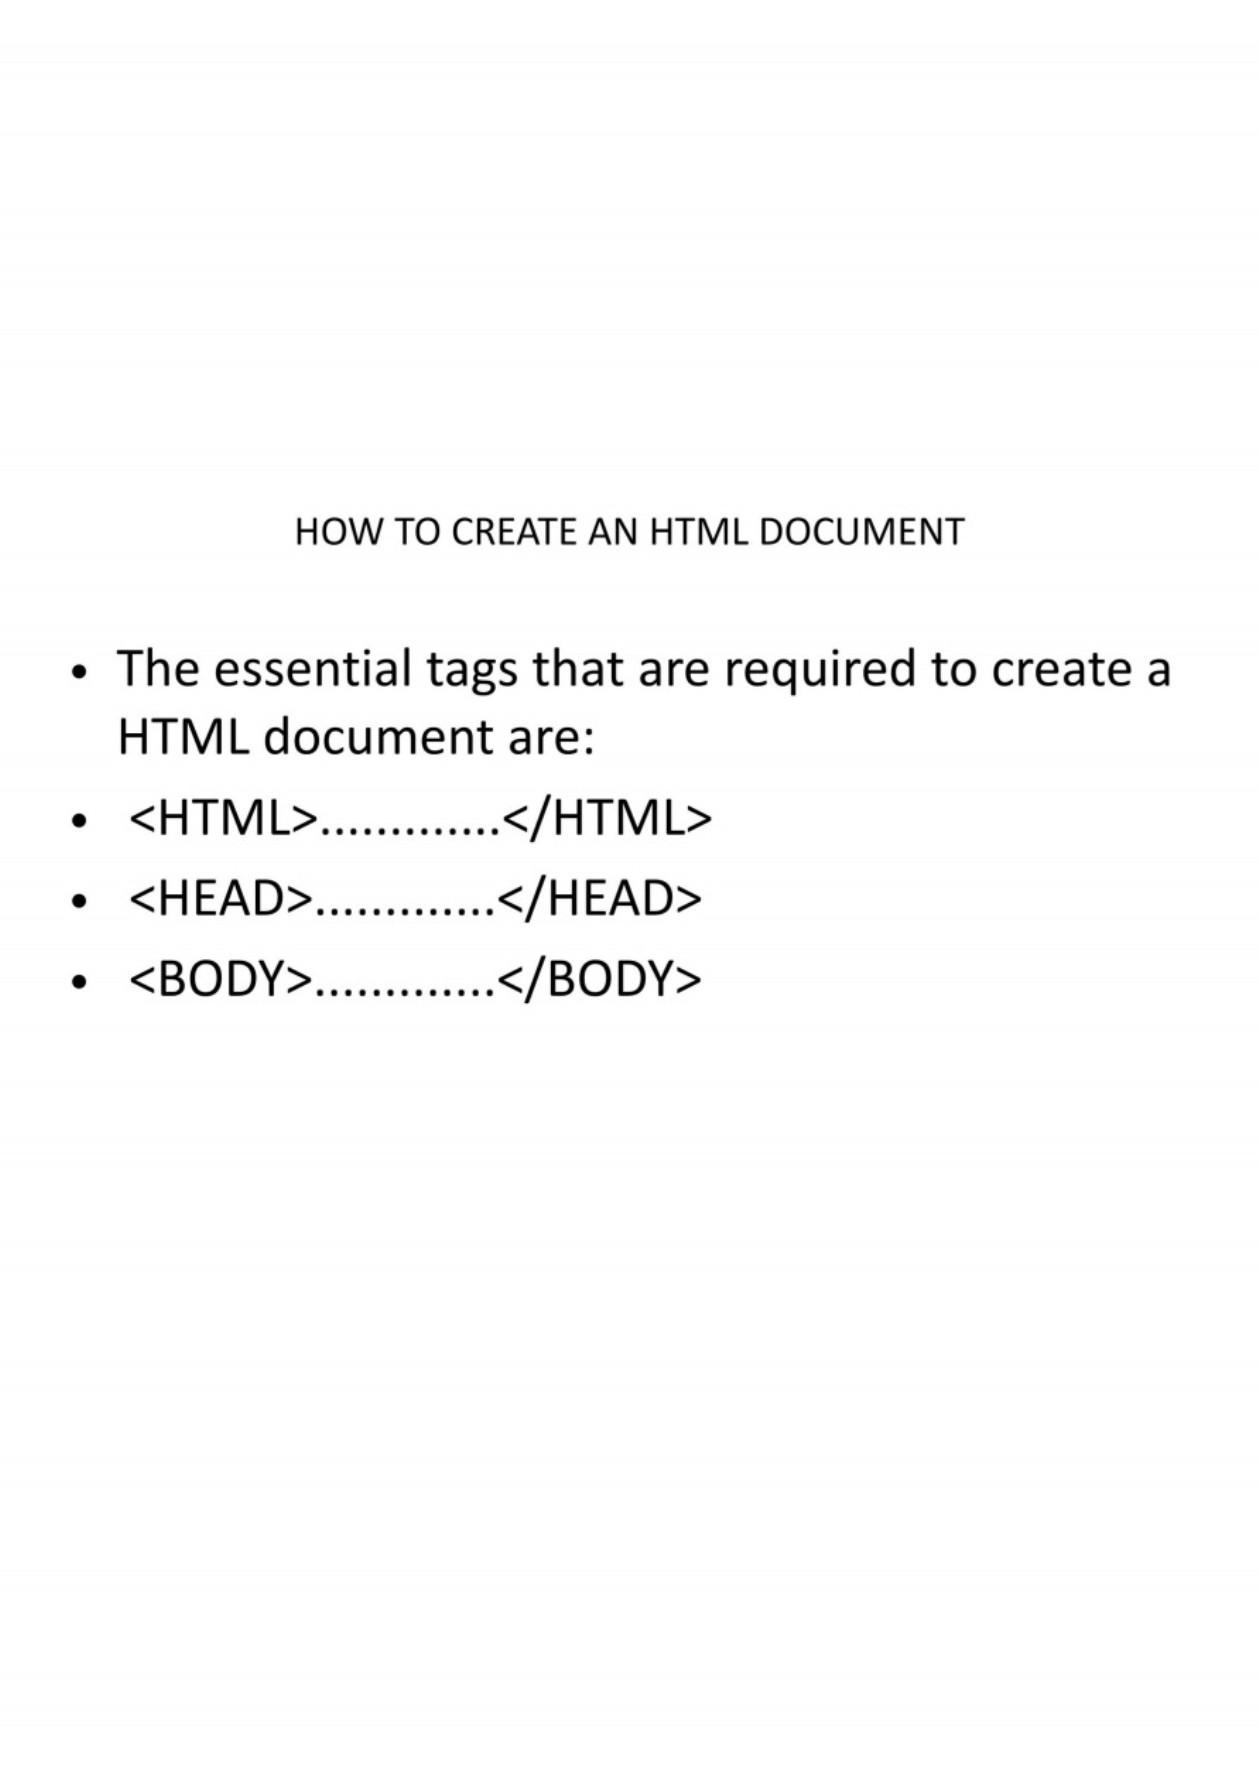 HOW TO CREATE AN HTML DOCUMENT
• The essential tags that are required to create a
HTML document are:
• <HTML>.............</HTML>
• <HEAD>.............</HEAD>
• <BODY>.............</BODY>